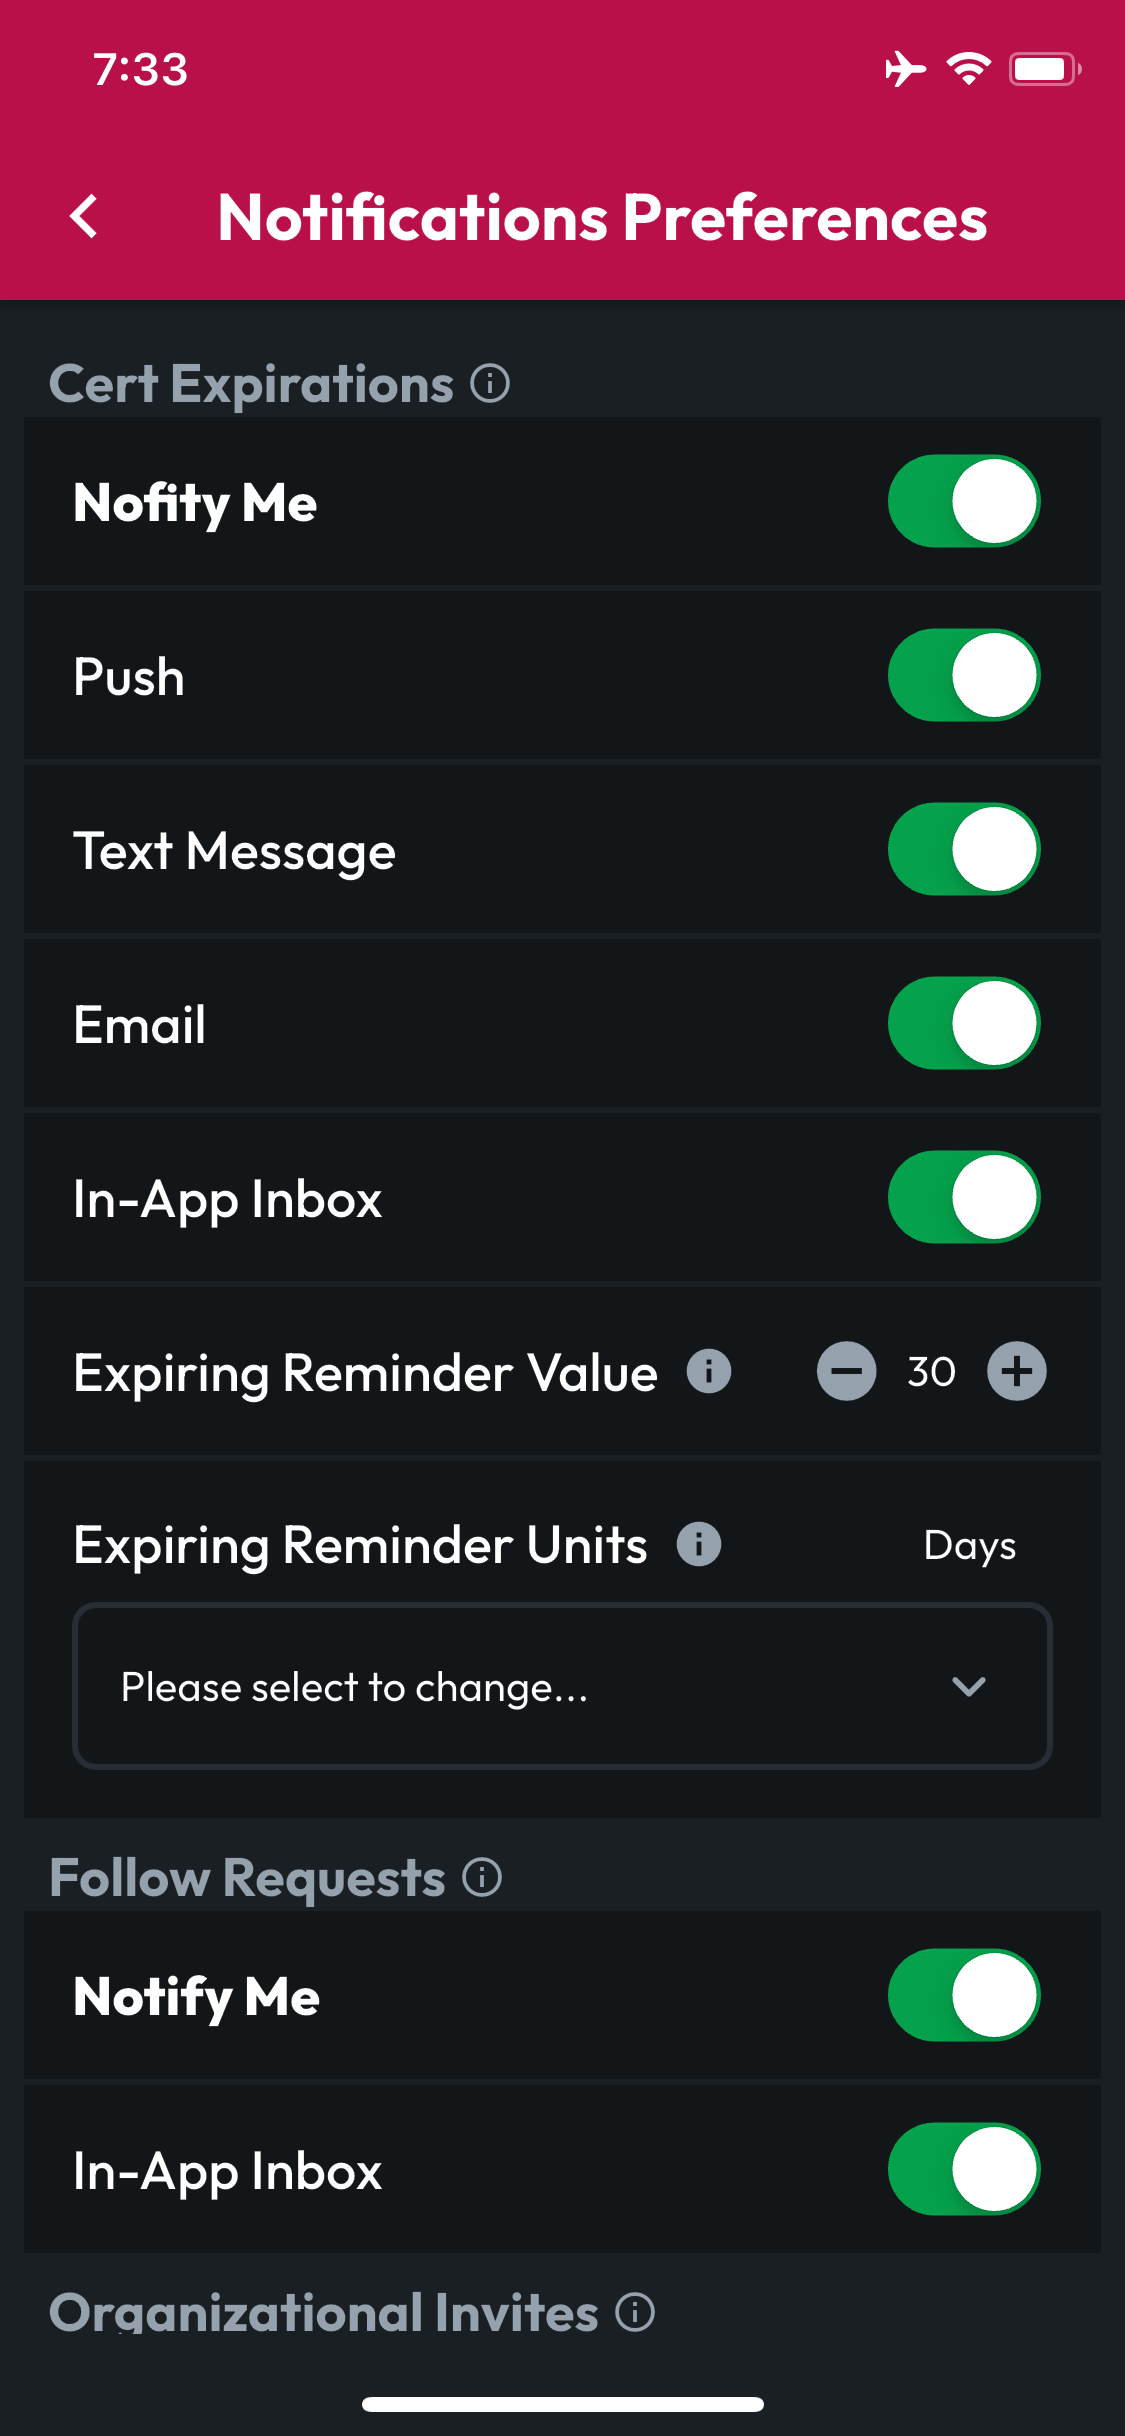 7:33
Notifications Preferences
Cert Expirations
Nofity Me
Push
Text Message
Email
In-App Inbox
Expiring Reminder Value 30
Expiring Reminder Units Days
Please select to change...
Follow Requests
Notify Me
In-App Inbox
Organizational Invites